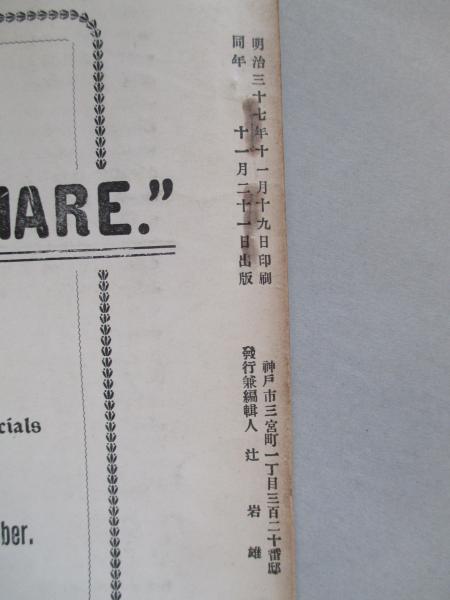 明治三十七年十一月十九日印刷
同年 十一月二十一日出版
神戸市三宮町一丁目三百二十番邸
發行兼編輯人 辻 岩 雄
MARE.”
cials
ber.